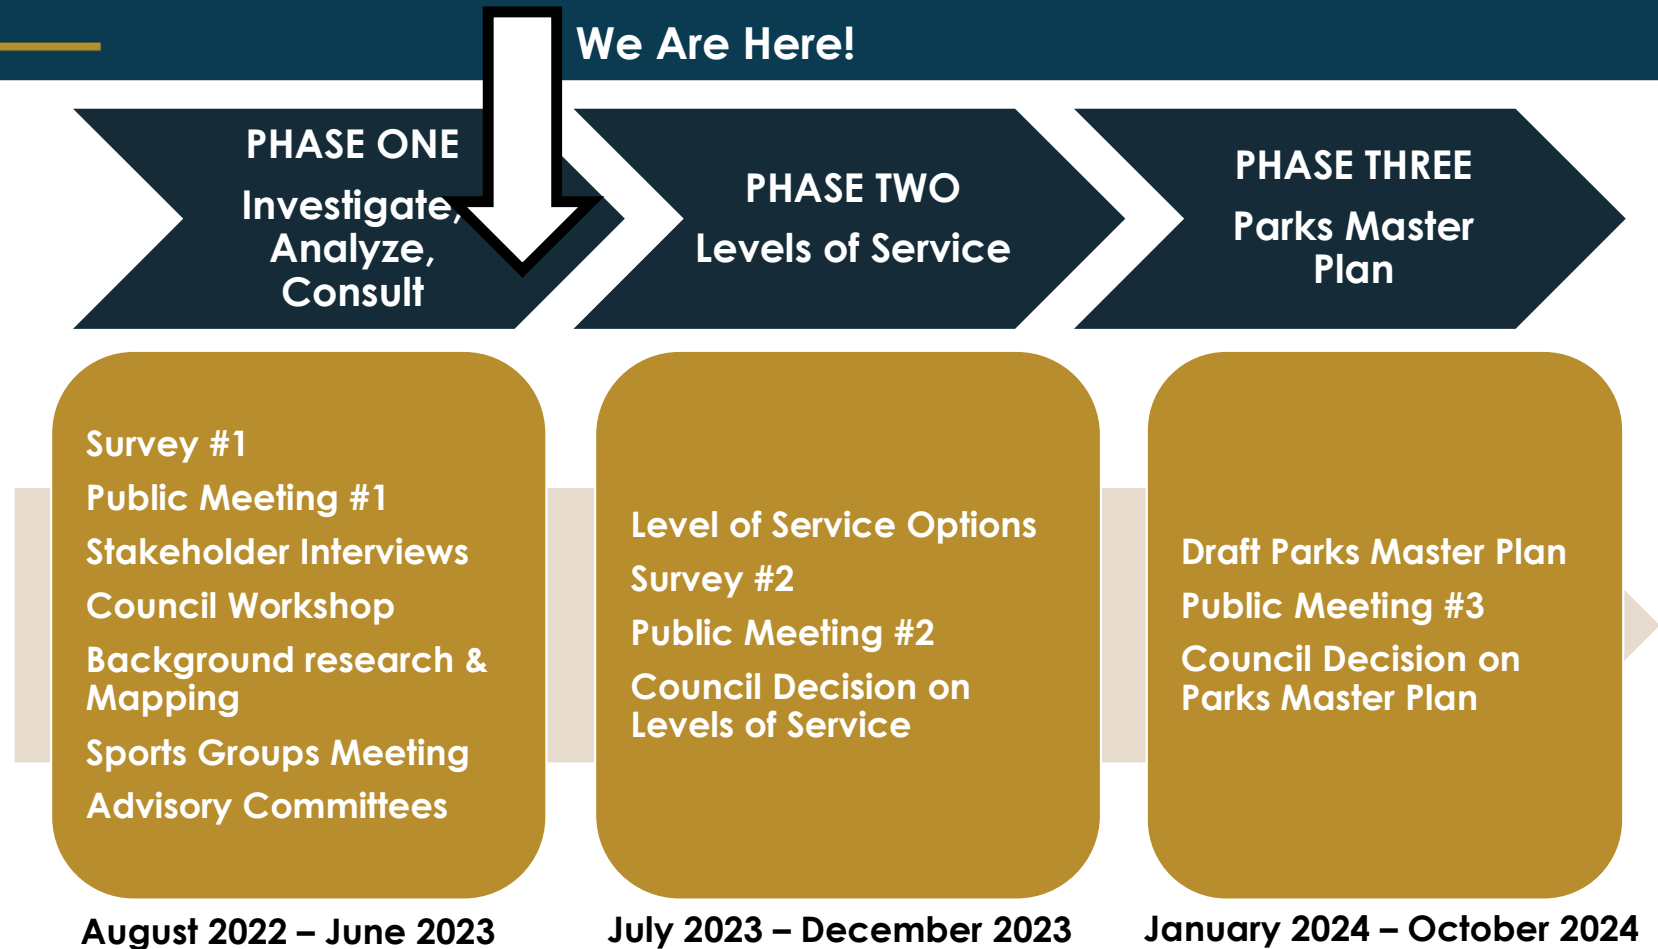 We Are Here!
PHASE ONE
Investigate,
Analyze,
Consult
PHASE TWO
Levels of Service
PHASE THREE
Parks Master
Plan
Survey #1
Public Meeting #1
Stakeholder Interviews
Council Workshop
Background research &
Mapping
Sports Groups Meeting
Advisory Committees
Level of Service Options
Survey #2
Public Meeting #2
Council Decision on
Levels of Service
Draft Parks Master Plan
Public Meeting #3
Council Decision on
Parks Master Plan
August 2022 – June 2023
July 2023 – December 2023
January 2024 – October 2024